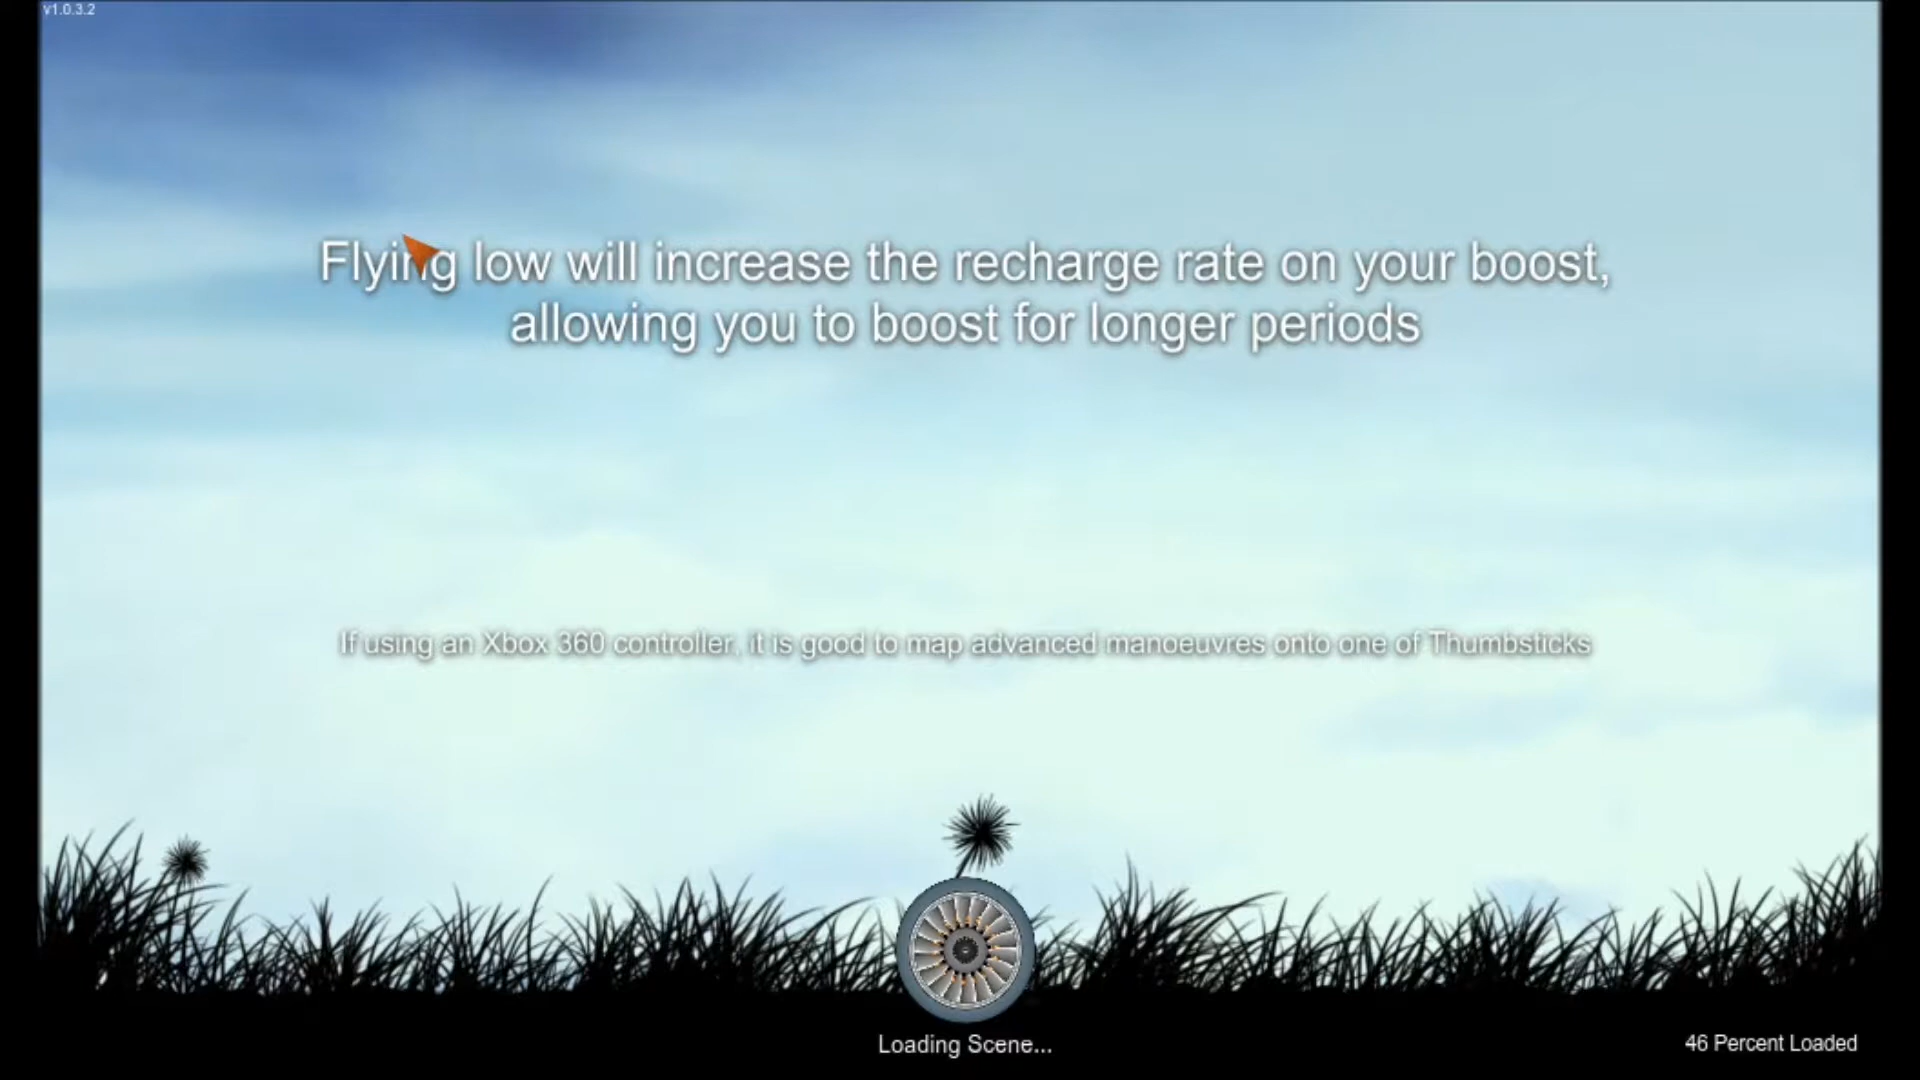 v1.0.3.2
Flying low will increase the recharge rate on your boost,
allowing you to boost for longer periods
If using an Xbox 360 controller, it is good to map advanced manoeuvres onto one of Thumbsticks
Loading Scene...
46 Percent Loaded